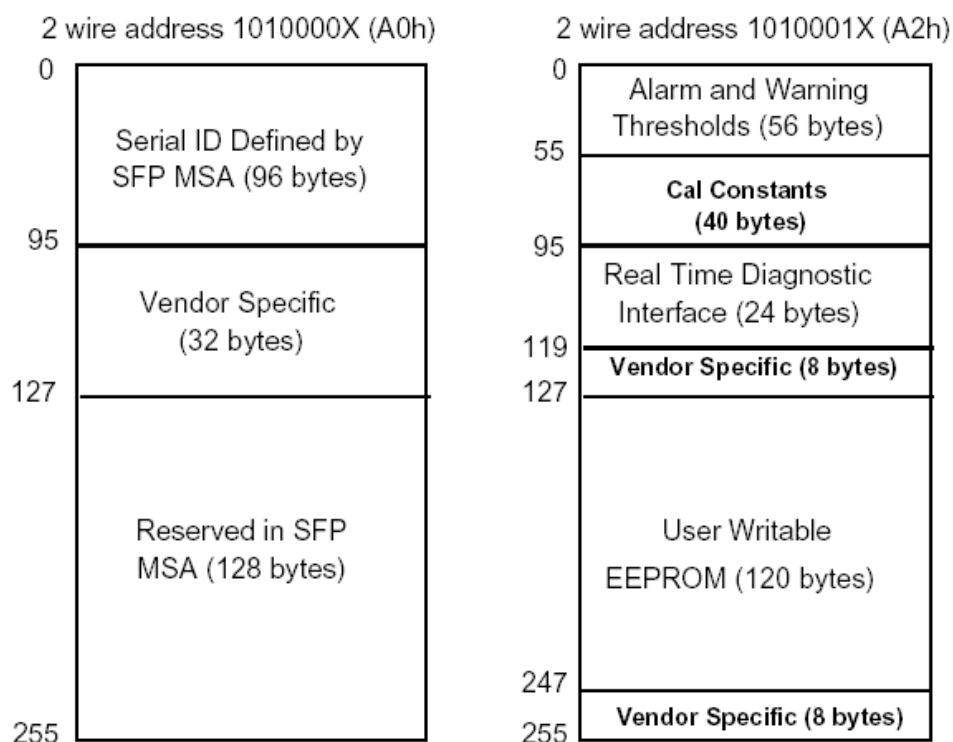 2 wire address 1010000X (A0h)
0
Serial ID Defined by
SFP MSA (96 bytes)
95
Vendor Specific
(32 bytes)
127
Reserved in SFP
MSA (128 bytes)
255
2 wire address 1010001X (A2h)
0
Alarm and Warning
Thresholds (56 bytes)
55
Cal Constants
(40 bytes)
95
Real Time Diagnostic
Interface (24 bytes)
119
Vendor Specific (8 bytes)
127
User Writable
EEPROM (120 bytes)
247
Vendor Specific (8 bytes)
255